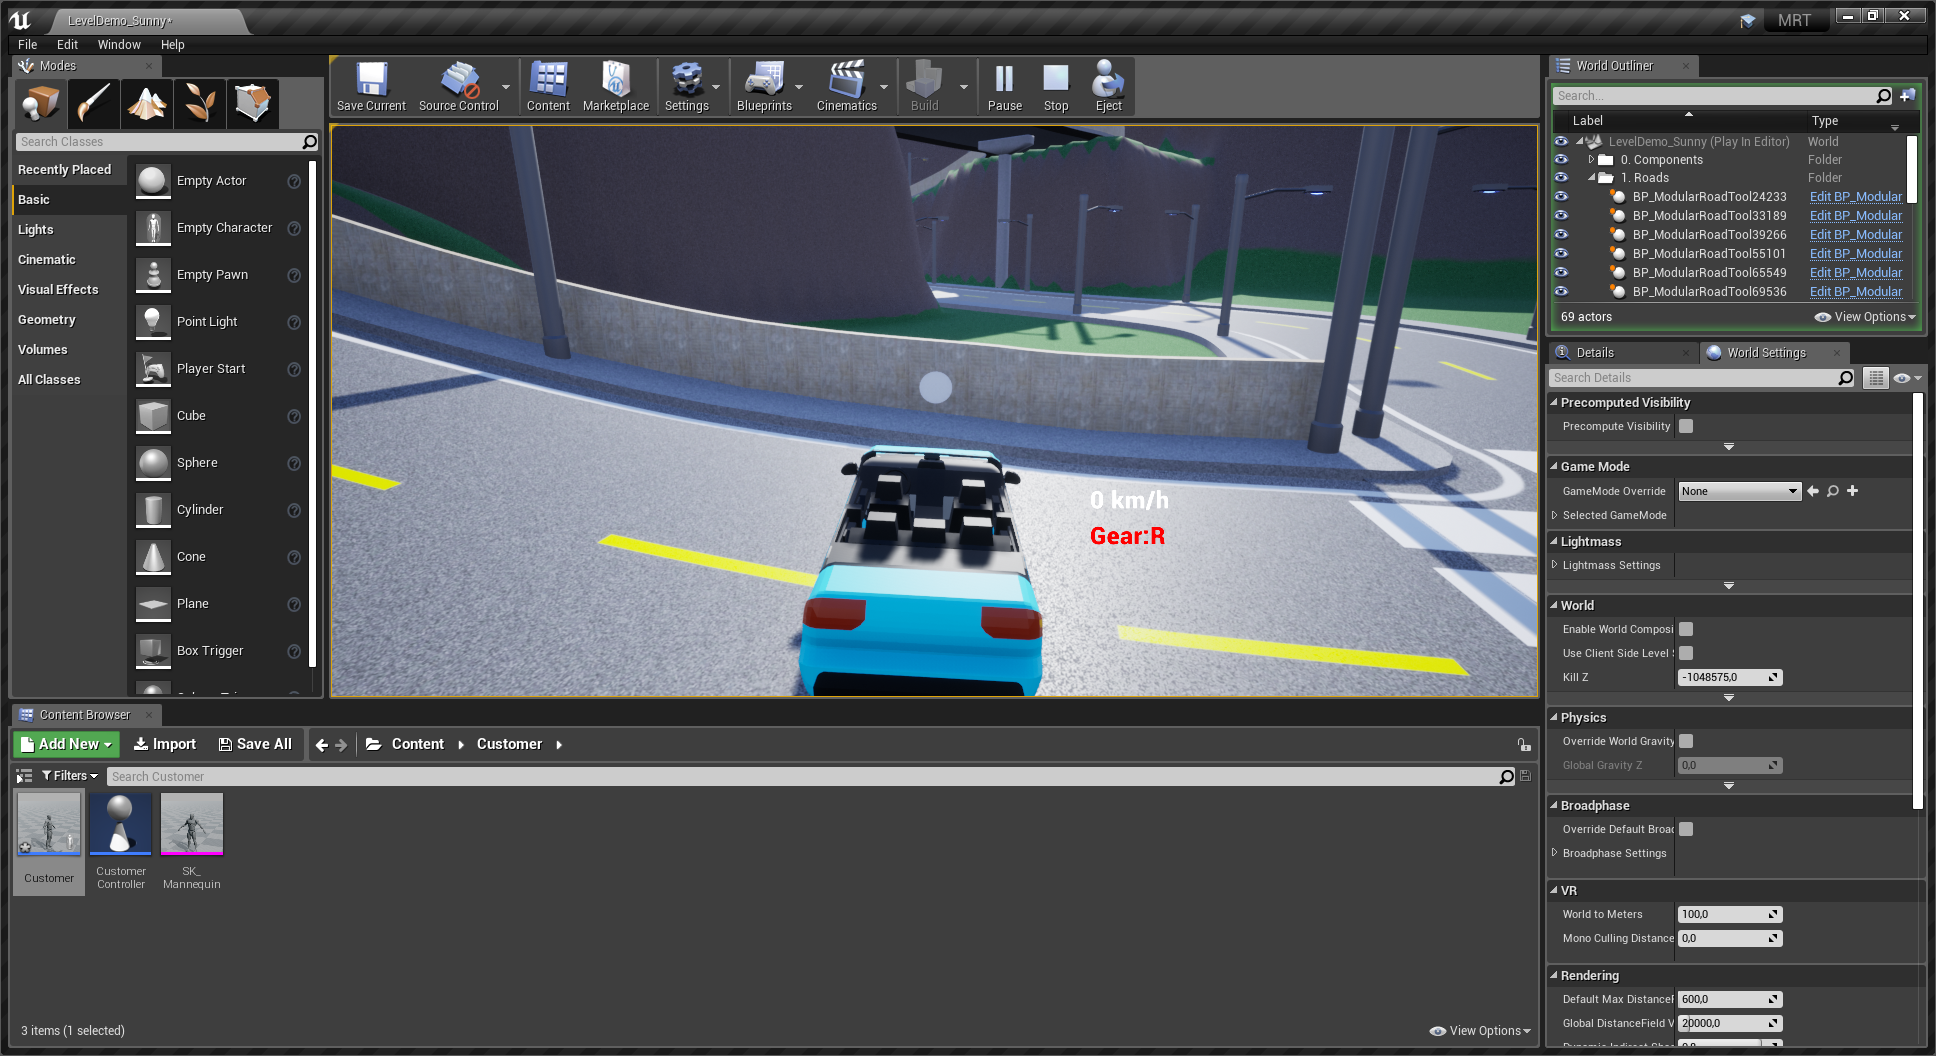 LevelDemo_Sunny*
MRT
File Edit Window Help
Modes
Search Classes
Recently Placed
Basic
Lights
Cinematic
Visual Effects
Geometry
Volumes
All Classes
Empty Actor
Empty Character
Empty Pawn
Point Light
Player Start
Cube
Sphere
Cylinder
Cone
Plane
Box Trigger
Save Current
Source Control
Content
Marketplace
Settings
Blueprints
Cinematics
Build
Pause
Stop
Eject
0 km/h
Gear:R
World Outliner
Search...
Label Type
LevelDemo_Sunny (Play In Editor) World
0. Components Folder
1. Roads Folder
BP_ModularRoadTool24233 Edit BP_Modular
BP_ModularRoadTool33189 Edit BP_Modular
BP_ModularRoadTool39266 Edit BP_Modular
BP_ModularRoadTool55101 Edit BP_Modular
BP_ModularRoadTool65549 Edit BP_Modular
BP_ModularRoadTool69536 Edit BP_Modular
69 actors View Options
Details World Settings
Search Details
Precomputed Visibility
Precompute Visibility
Game Mode
GameMode Override None
Selected GameMode
Lightmass
Lightmass Settings
World
Enable World Composi
Use Client Side Level
Kill Z -1048575,0
Physics
Override World Gravity
Global Gravity Z 0,0
Broadphase
Override Default Broad
Broadphase Settings
VR
World to Meters 100,0
Mono Culling Distance 0,0
Rendering
Default Max DistanceF 600,0
Global DistanceField V 20000,0
Content Browser
Add New Import Save All Content Customer
Filters Search Customer
Customer
Customer
Controller
SK_
Mannequin
3 items (1 selected) View Options